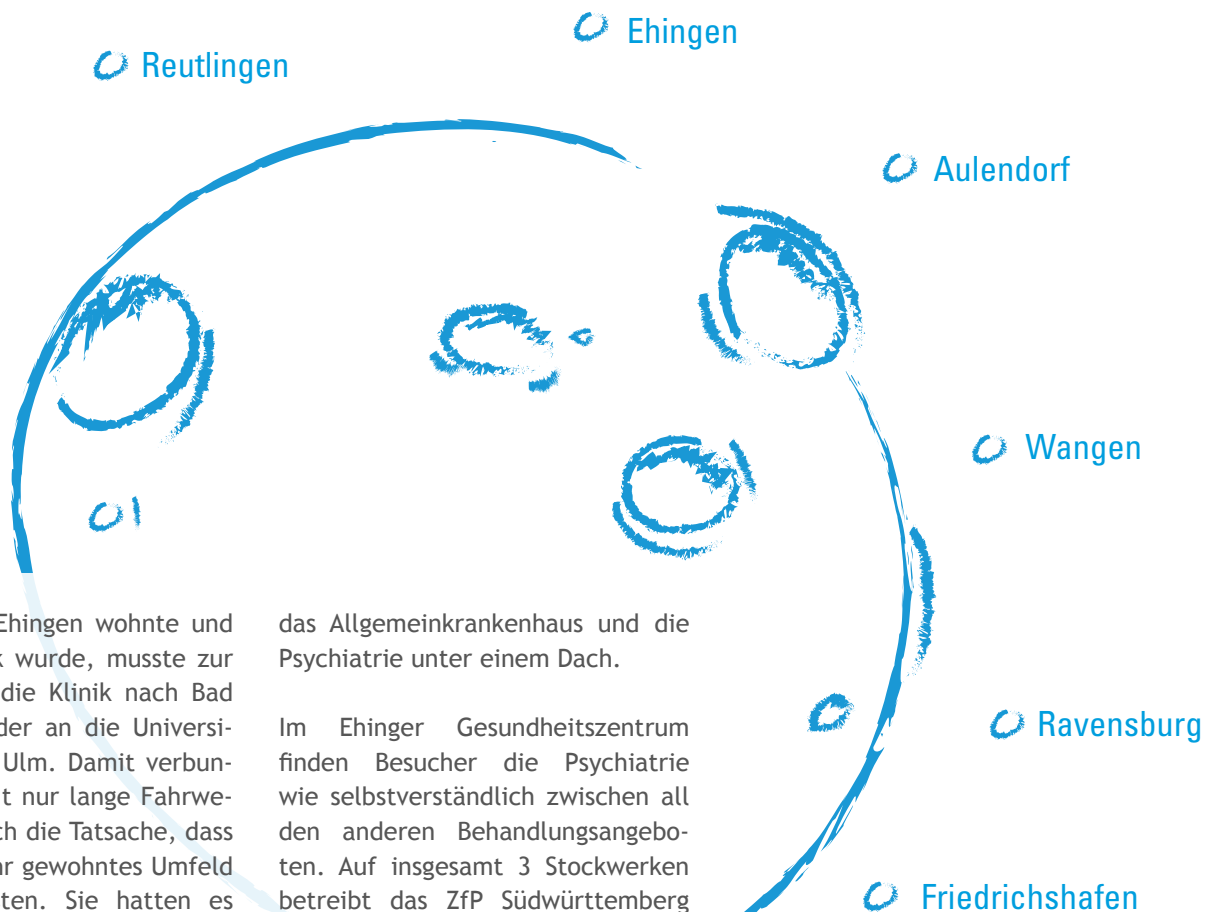 Ehingen
Reutlingen
Aulendorf
Wangen
Ravensburg
Friedrichshafen
Ehingen wohnte und
wurde, musste zur
die Klinik nach Bad
an die Universi-
Ulm. Damit verbun-
nur lange Fahrwe-
die Tatsache, dass
gewohntes Umfeld
Sie hatten es
das Allgemeinkrankenhaus und die
Psychiatrie unter einem Dach.
Im Ehinger Gesundheitszentrum
finden Besucher die Psychiatrie
wie selbstverständlich zwischen all
den anderen Behandlungsangebo-
ten. Auf insgesamt 3 Stockwerken
betreibt das ZfP Südwürttemberg